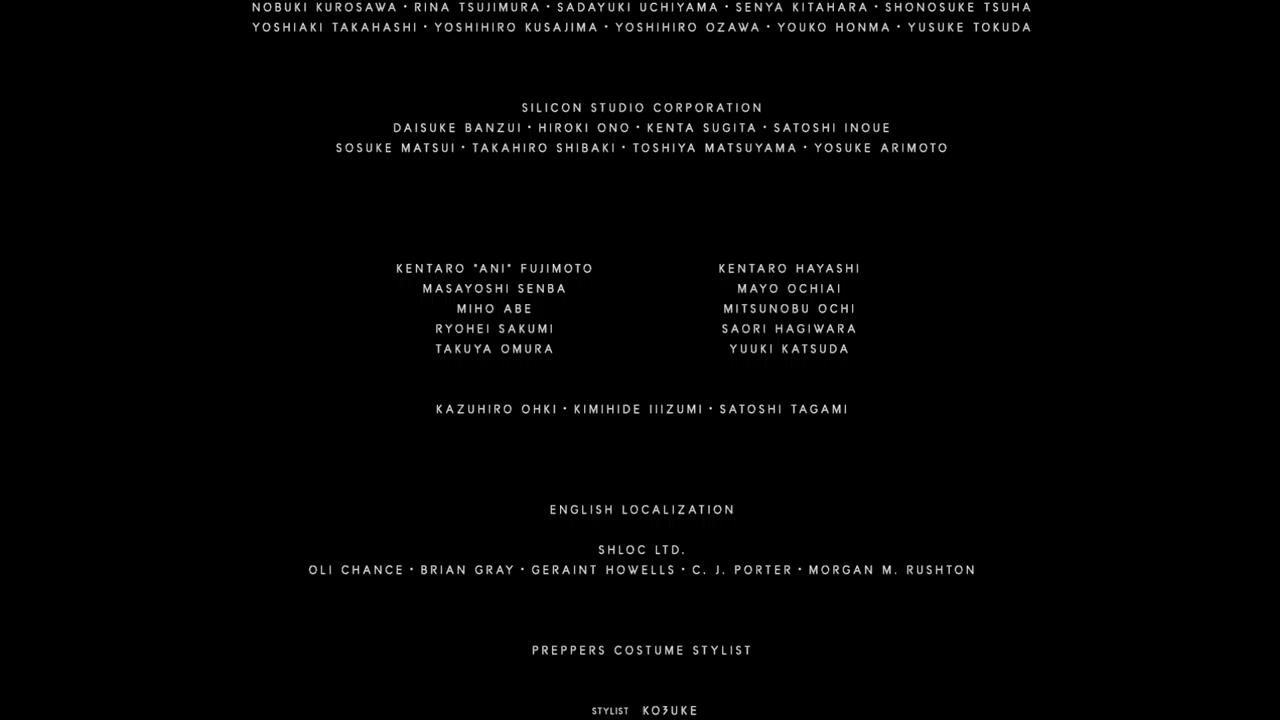 NOBUKI KUROSAWA • RINA TSUJIMURA • SADAYUKI UCHIYAMA • SENYA KITAHARA • SHONOSUKE TSUHA
YOSHIAKI TAKAHASHI • YOSHIHIRO KUSAJIMA • YOSHIHIRO OZAWA • YOUKO HONMA • YUSUKE TOKUDA
SILICON STUDIO CORPORATION
DAISUKE BANZUI • HIROKI ONO • KENTA SUGITA • SATOSHI INOUE
SOSUKE MATSUI • TAKAHIRO SHIBAKI • TOSHIYA MATSUYAMA • YOSUKE ARIMOTO
KENTARO "ANI" FUJIMOTO
MASAYOSHI SENBA
MIHO ABE
RYOHEI SAKUMI
TAKUYA OMURA
KENTARO HAYASHI
MAYO OCHIAI
MITSUNOBU OCHI
SAORI HAGIWARA
YUUKI KATSUDA
KAZUHIRO OHKI • KIMIHIDE IIIZUMI • SATOSHI TAGAMI
ENGLISH LOCALIZATION
SHLOC LTD.
OLI CHANCE • BRIAN GRAY • GERAINT HOWELLS • C. J. PORTER • MORGAN M. RUSHTON
PREPPERS COSTUME STYLIST
STYLIST KO3UKE